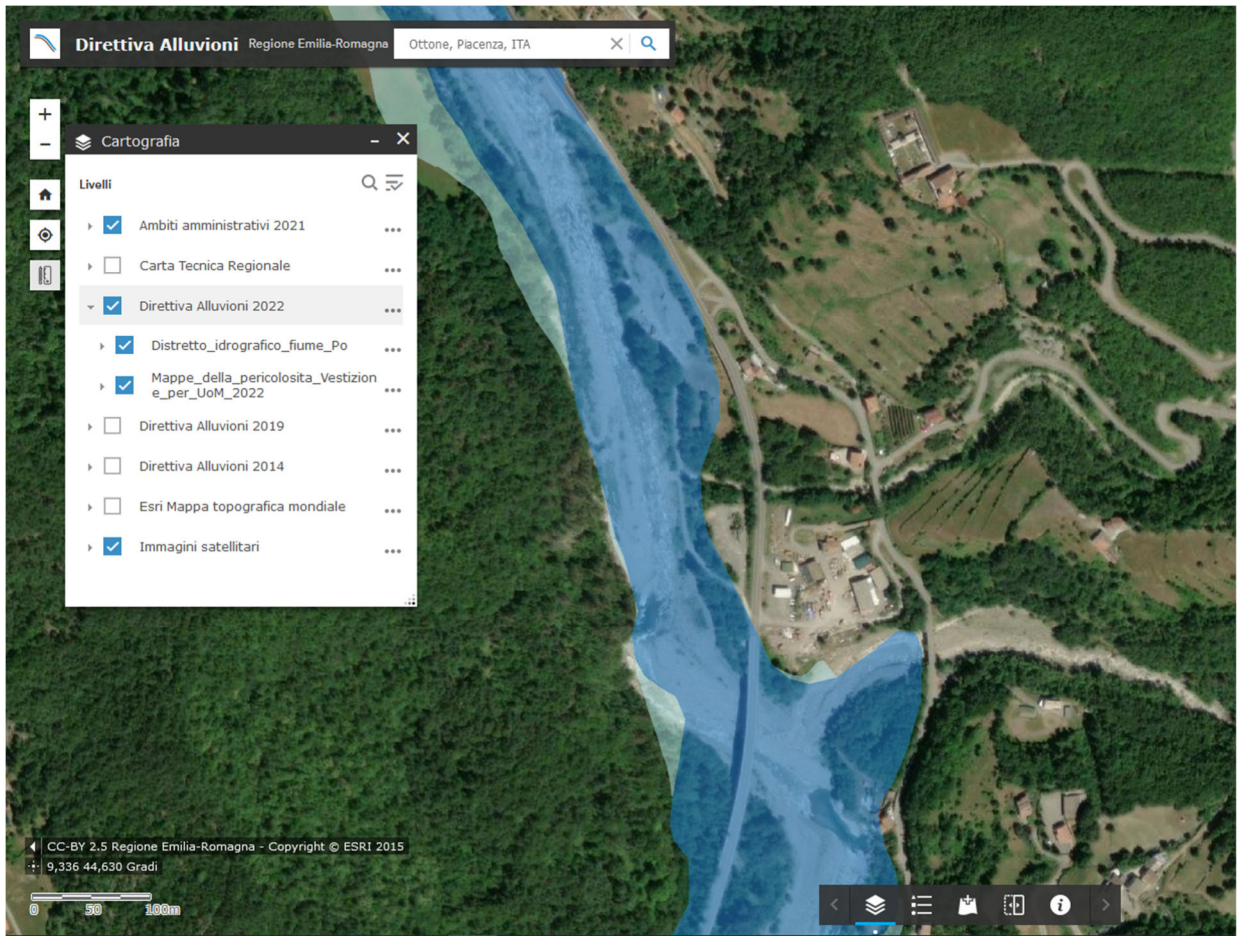 Direttiva Alluvioni Regione Emilia-Romagna
Ottone, Piacenza, ITA
+
−
Cartografia
Livelli
Ambiti amministrativi 2021
Carta Tecnica Regionale
Direttiva Alluvioni 2022
Distretto_idrografico_fiume_Po
Mappe_della_pericolosita_Vestizion
e_per_UoM_2022
Direttiva Alluvioni 2019
Direttiva Alluvioni 2014
Esri Mappa topografica mondiale
Immagini satellitari
CC-BY 2.5 Regione Emilia-Romagna - Copyright © ESRI 2015
9,336 44,630 Gradi
0 50 100m